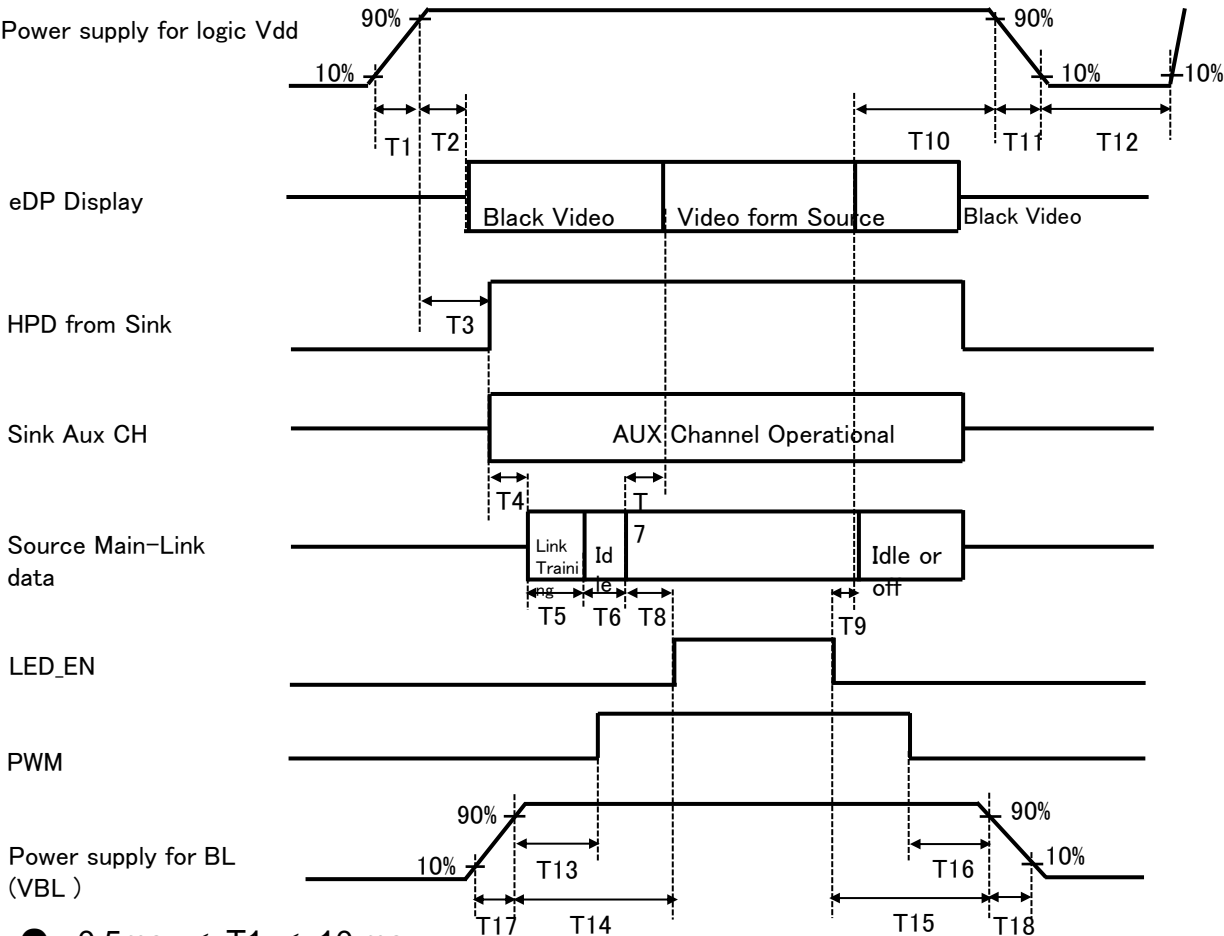 Power supply for logic Vdd
90%
90%
10%
10%
10%
T1
T2
T10
T11
T12
eDP Display
Black Video
Video form Source
Black Video
HPD from Sink
T3
Sink Aux CH
AUX Channel Operational
T4
T
7
Source Main-Link
data
Link
Traini
ng
Id
le
Idle or
off
T5
T6
T8
T9
LED_EN
PWM
Power supply for BL
(VBL )
90%
90%
10%
10%
T13
T16
T17
T14
T15
T18